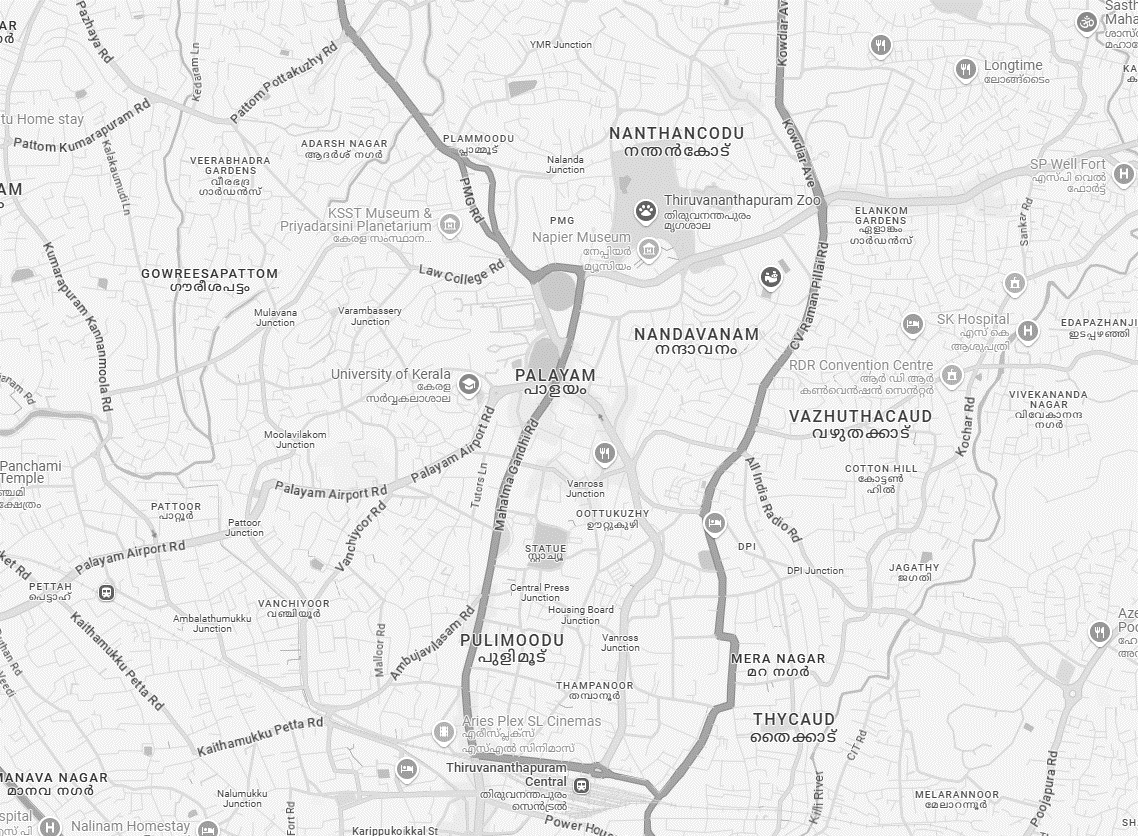 Pazhaya Rd
Kedaram Ln
Pattom Pottakuzhy Rd
YMR Junction
Kowdiar Av
Longtime
ലോങ്ങ്ടൈം
tu Home stay
Pattom Kumarapuram Rd
Kalakaumudi Ln
ADARSH NAGAR
ആദർശ് നഗർ
PLAMMOODU
പ്ലാമ്മൂട്
NANTHANCODU
നന്തൻകോട്
Kowdiar Ave
VEERABHADRA
GARDENS
വീരഭദ്ര
ഗാർഡൻസ്
Nalanda
Junction
SP Well Fort
എസ്പി വെൽ
ഫോർട്ട്
PMG Rd
Thiruvananthapuram Zoo
തിരുവനന്തപുരം
മൃഗശാല
KSST Museum &
Priyadarsini Planetarium
കേരള സംസ്ഥാന...
PMG
Napier Museum
നേപ്പിയർ
മ്യൂസിയം
ELANKOM
GARDENS
ഏളാങ്കം
ഗാർഡൻസ്
Sankar Rd
Kumarapuram Kannanmoola Rd
GOWREESAPATTOM
ഗൗരീശപട്ടം
Law College Rd
CV Raman Pillai Rd
Mulavana
Junction
Varambassery
Junction
NANDAVANAM
നന്ദാവനം
SK Hospital
എസ് കെ
ആശുപത്രി
EDAPAZHANJI
ഇടപ്പഴഞ്ഞി
University of Kerala
കേരള
സർവ്വകലാശാല
PALAYAM
പാളയം
RDR Convention Centre
ആർ ഡി ആർ
കൺവെൻഷൻ സെന്റർ
VIVEKANANDA
NAGAR
വിവേകാനന്ദ
നഗർ
VAZHUTHACAUD
വഴുതക്കാട്
Kochar Rd
Moolavilakom
Junction
Palayam Airport Rd
Mahatma Gandhi Rd
Panchami
Temple
ക്ഷേത്രം
Palayam Airport Rd
Tutors Ln
Vanross
Junction
All India Radio Rd
COTTON HILL
കോട്ടൺ
ഹിൽ
PATTOOR
പാറ്റൂർ
Pattoor
Junction
Vanchiyoor Rd
OOTTUKUZHY
ഊറ്റുകുഴി
STATUE
സ്റ്റാച്യൂ
DPI
DPI Junction
JAGATHY
ജഗതി
Palayam Airport Rd
PETTAH
പെട്ടാഹ്
Central Press
Junction
Housing Board
Junction
VANCHIYOOR
വഞ്ചിയൂർ
Ambalathumukku
Junction
Kaithamukku Petta Rd
Malloor Rd
Ambujavilasam Rd
PULIMOODU
പുളിമൂട്
Vanross
Junction
MERA NAGAR
മറ നഗർ
THAMPANOOR
തമ്പാനൂർ
Kaithamukku Petta Rd
Aries Plex SL Cinemas
എരീസ്പ്ലക്സ്
എസ്എൽ സിനിമാസ്
THYCAUD
തൈക്കാട്
CIT Rd
Killi River
Poojapura Rd
MANAVA NAGAR
മാനവ നഗർ
Thiruvananthapuram
Central
തിരുവനന്തപുരം
സെൻട്രൽ
Nalumukku
Junction
Fort Rd
MELARANNOOR
മേലാറന്നൂർ
Nalinam Homestay
Karippukoikkal St
Power Hou